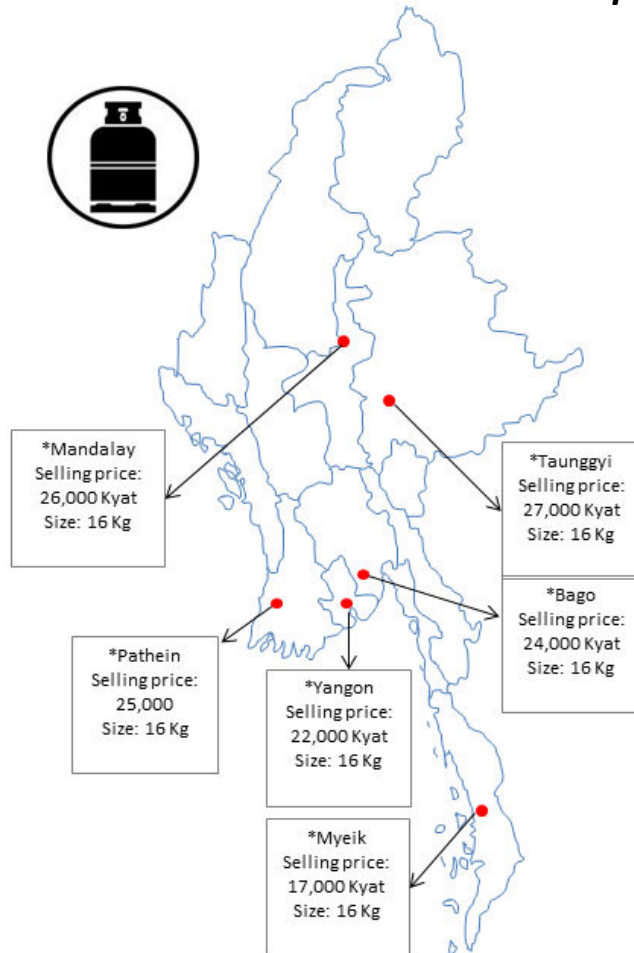 *Mandalay
Selling price:
26,000 Kyat
Size: 16 Kg
*Taunggyi
Selling price:
27,000 Kyat
Size: 16 Kg
*Bago
Selling price:
24,000 Kyat
Size: 16 Kg
*Pathein
Selling price:
25,000
Size: 16 Kg
*Yangon
Selling price:
22,000 Kyat
Size: 16 Kg
*Myeik
Selling price:
17,000 Kyat
Size: 16 Kg